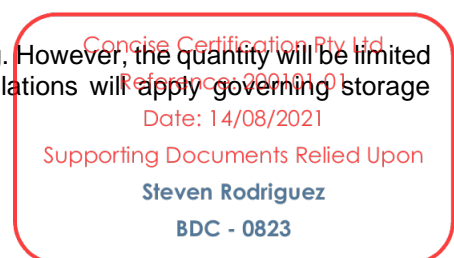 . However, the quantity will be limited
Concise Certification Pty Ltd
lations will apply governing storage
Reference: 200101-01
Date: 14/08/2021
Supporting Documents Relied Upon
Steven Rodriguez
BDC - 0823